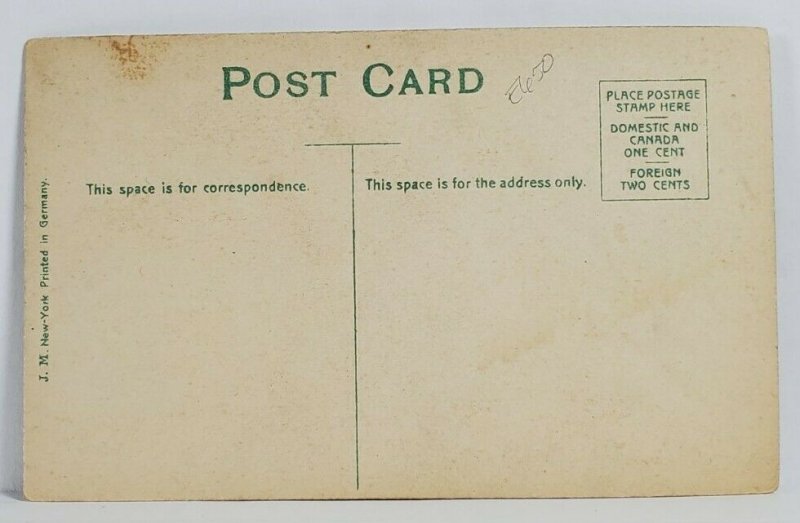 POST CARD
PLACE POSTAGE
STAMP HERE
DOMESTIC AND
CANADA
ONE CENT
FOREIGN
TWO CENTS
This space is for correspondence.
This space is for the address only.
J. M. New-York Printed in Germany.